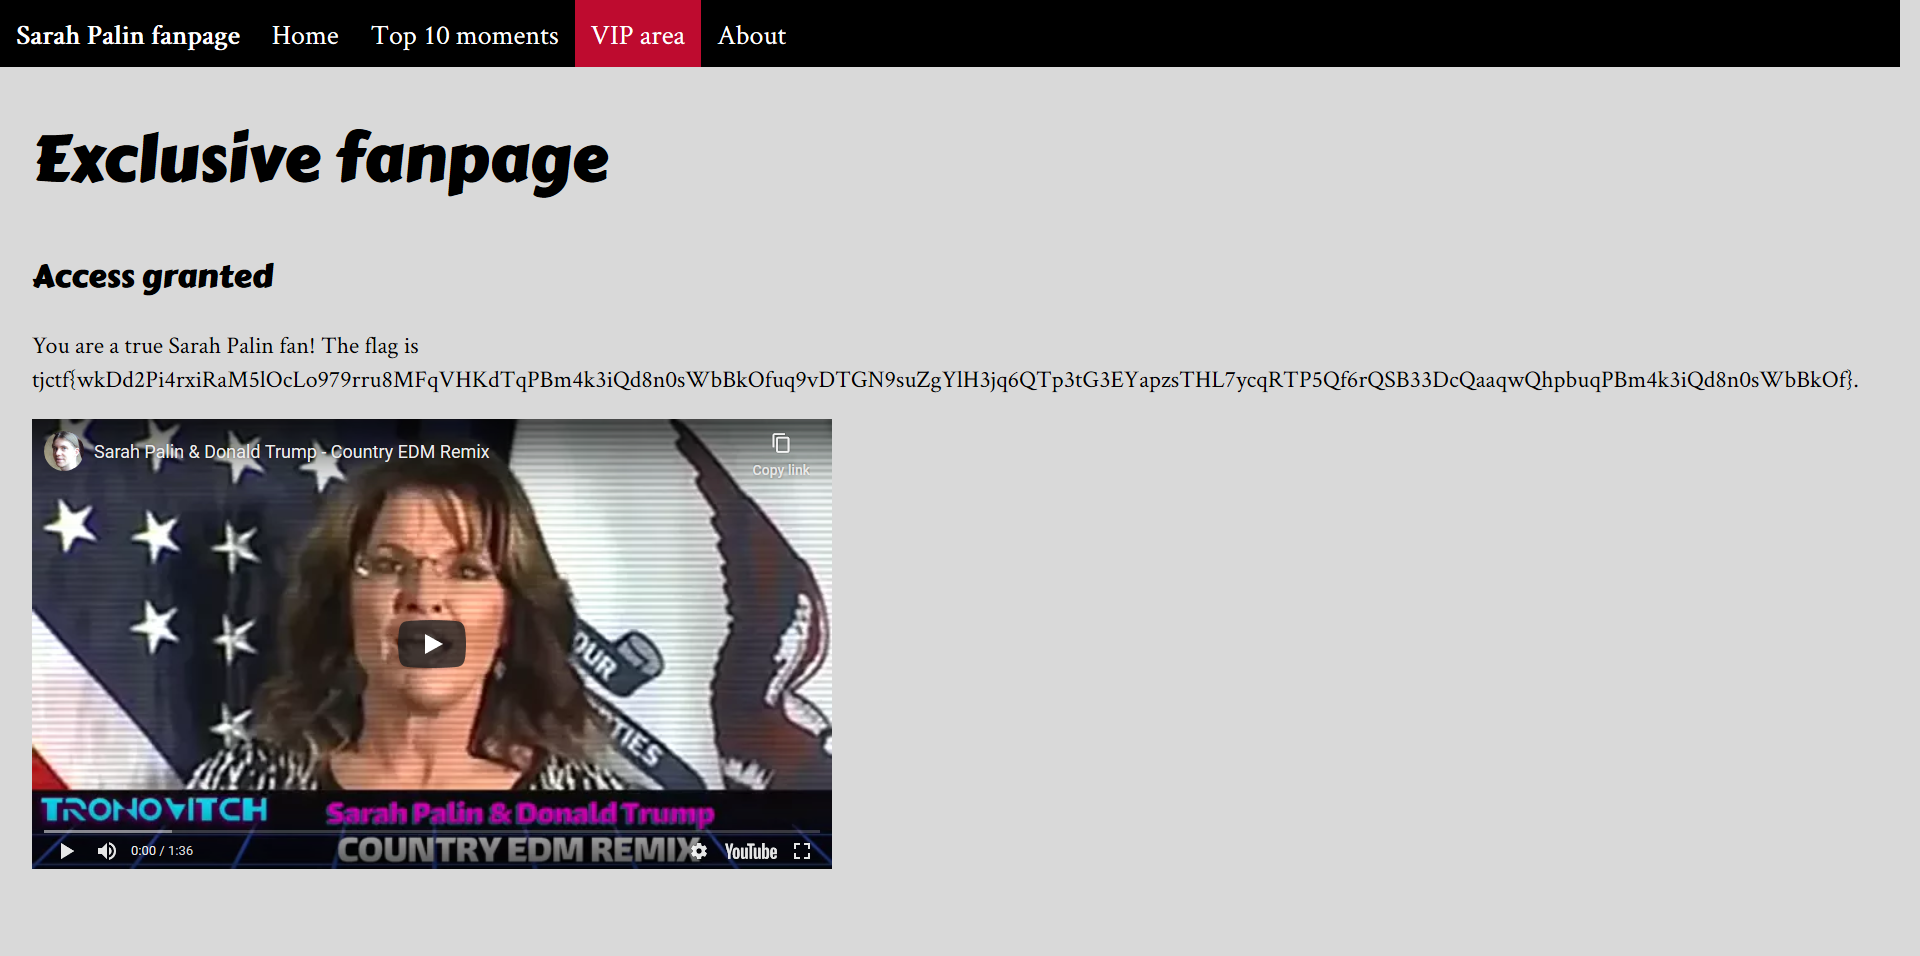 Sarah Palin fanpage Home Top 10 moments VIP area About
Exclusive fanpage
Access granted
You are a true Sarah Palin fan! The flag is
tjctf{wkDd2Pi4rxiRaM5lOcLo979rru8MFqVHKdTqPBm4k3iQd8n0sWbBkOfuq9vDTGN9suZgYlH3jq6QTp3tG3EYapzsTHL7ycqRTP5Qf6rQSB33DcQaaqwQhpbuqPBm4k3iQd8n0sWbBkOf}.
Sarah Palin & Donald Trump - Country EDM Remix
Copy link
OUR
TIES
TRONOVITCH
Sarah Palin & Donald Trump
COUNTRY EDM REMIX
0:00 / 1:36
YouTube